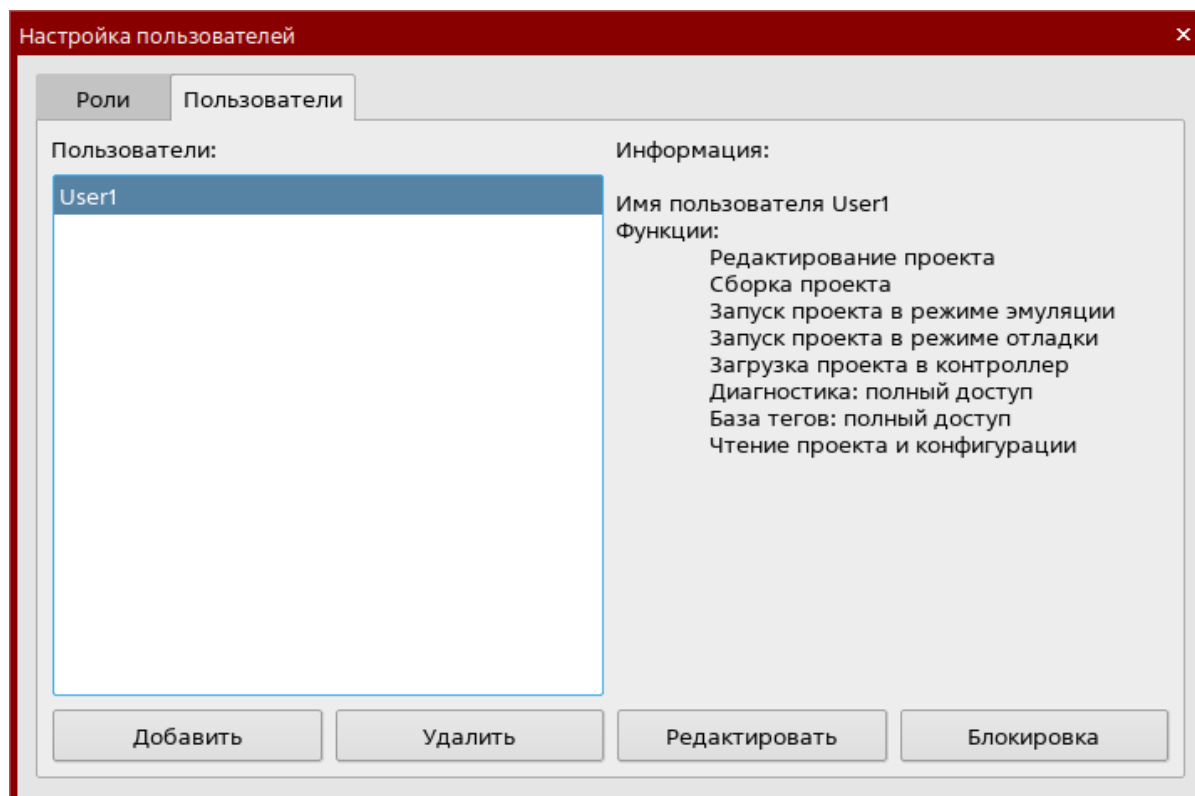 Настройка пользователей
Роли
Пользователи
Пользователи:
User1
Информация:
Имя пользователя User1
Функции:
Редактирование проекта
Сборка проекта
Запуск проекта в режиме эмуляции
Запуск проекта в режиме отладки
Загрузка проекта в контроллер
Диагностика: полный доступ
База тегов: полный доступ
Чтение проекта и конфигурации
Добавить
Удалить
Редактировать
Блокировка